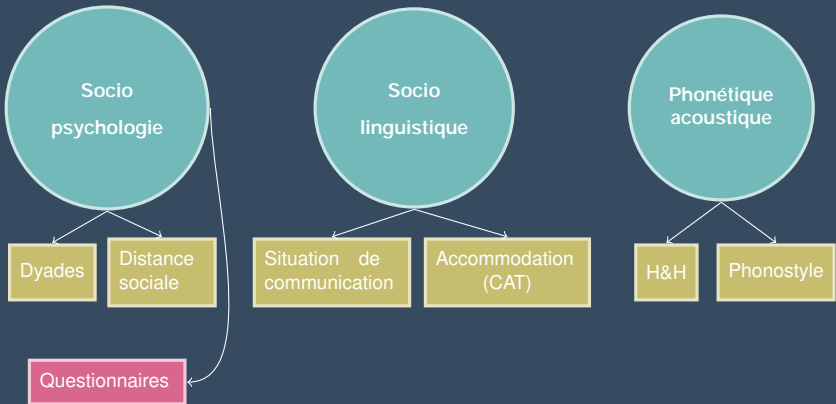 Socio
psychologie
Socio
linguistique
Phonétique
acoustique
Dyades
Distance
sociale
Situation de
communication
Accommodation
(CAT)
H&H
Phonostyle
Questionnaires